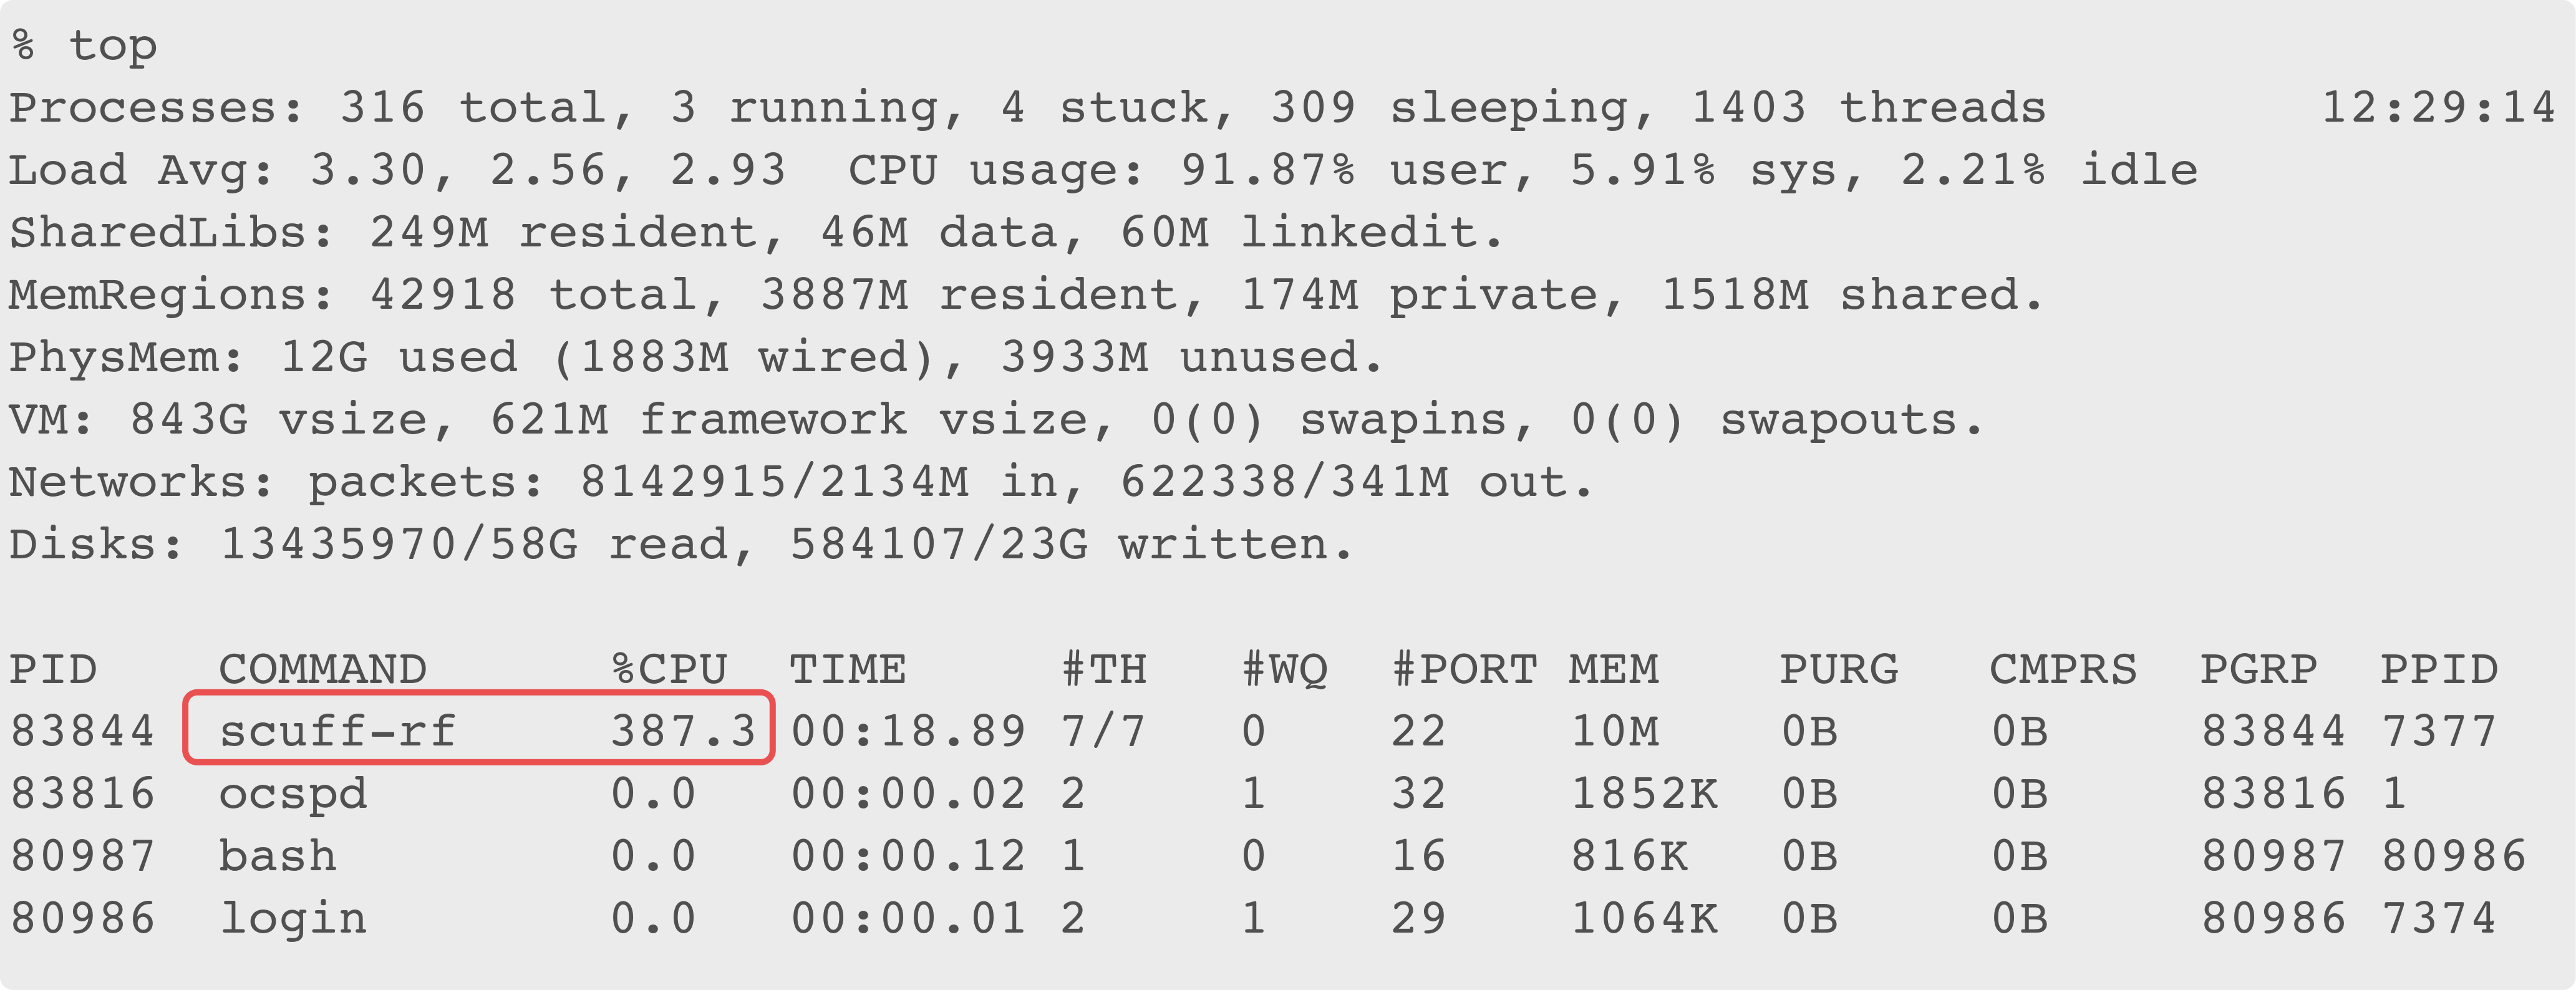 % top
Processes: 316 total, 3 running, 4 stuck, 309 sleeping, 1403 threads 12:29:14
Load Avg: 3.30, 2.56, 2.93 CPU usage: 91.87% user, 5.91% sys, 2.21% idle
SharedLibs: 249M resident, 46M data, 60M linkedit.
MemRegions: 42918 total, 3887M resident, 174M private, 1518M shared.
PhysMem: 12G used (1883M wired), 3933M unused.
VM: 843G vsize, 621M framework vsize, 0(0) swapins, 0(0) swapouts.
Networks: packets: 8142915/2134M in, 622338/341M out.
Disks: 13435970/58G read, 584107/23G written.
PID COMMAND %CPU TIME #TH #WQ #PORT MEM PURG CMPRS PGRP PPID
83844 scuff-rf 387.3 00:18.89 7/7 0 22 10M 0B 0B 83844 7377
83816 ocspd 0.0 00:00.02 2 1 32 1852K 0B 0B 83816 1
80987 bash 0.0 00:00.12 1 0 16 816K 0B 0B 80987 80986
80986 login 0.0 00:00.01 2 1 29 1064K 0B 0B 80986 7374